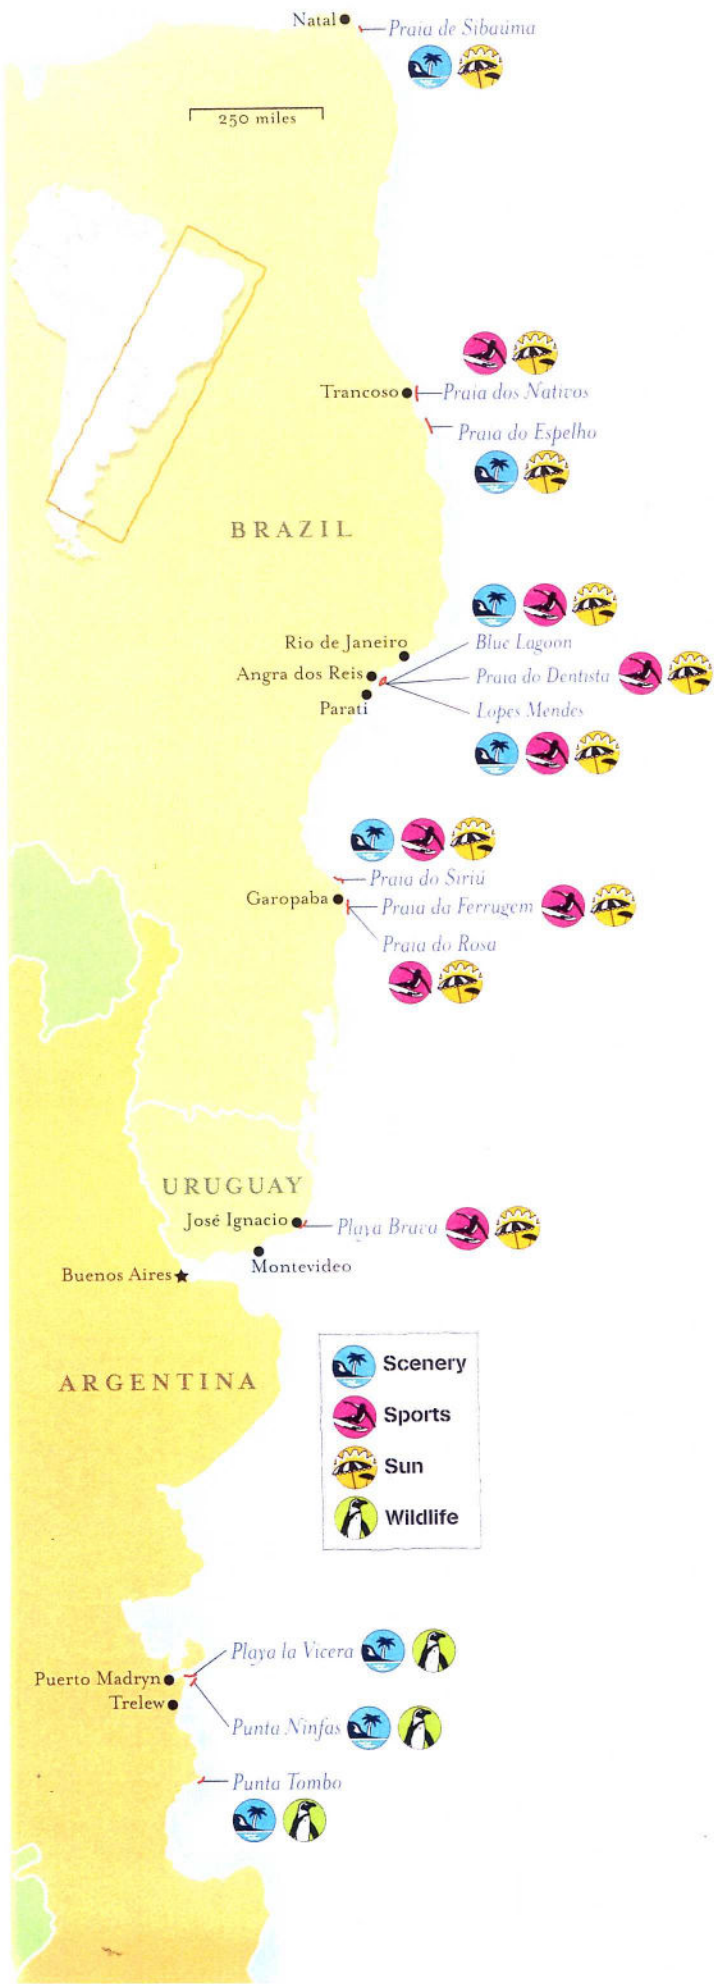 Natal
Praia de Sibaúma
250 miles
Trancoso
Praia dos Nativos
Praia do Espelho
BRAZIL
Rio de Janeiro
Blue Lagoon
Angra dos Reis
Praia do Dentista
Parati
Lopes Mendes
Praia do Siriú
Garopaba
Praia da Ferrugem
Praia do Rosa
URUGUAY
José Ignacio
Playa Brava
Montevideo
Buenos Aires
ARGENTINA
Scenery
Sports
Sun
Wildlife
Playa la Vicera
Puerto Madryn
Trelew
Punta Ninfas
Punta Tombo